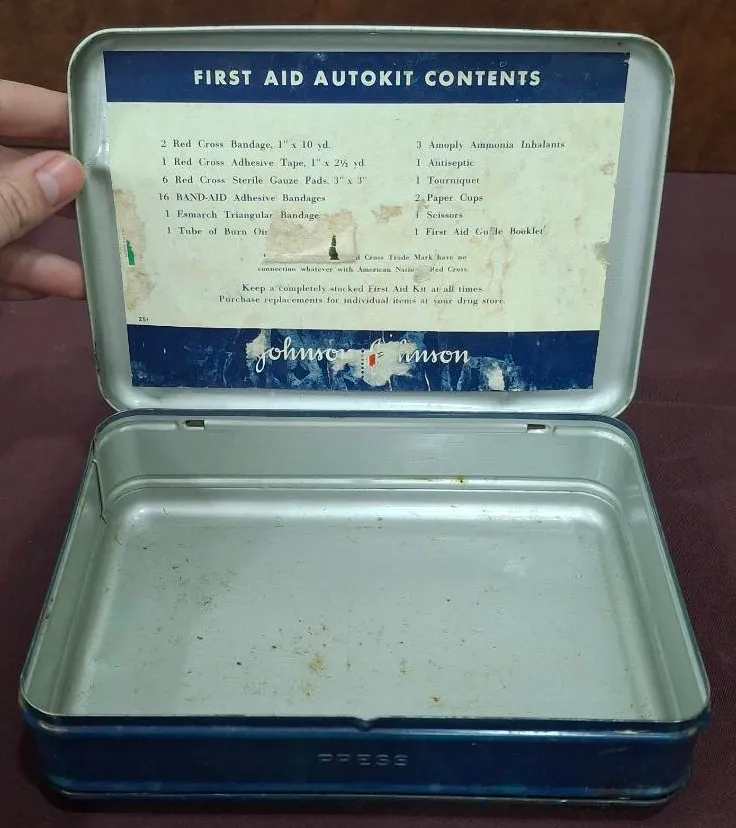 FIRST AID AUTOKIT CONTENTS
2 Red Cross Bandage, 1" x 10 yd.
1 Red Cross Adhesive Tape, 1" x 2½ yd.
6 Red Cross Sterile Gauze Pads, 3" x 3"
16 BAND-AID Adhesive Bandages
1 Esmarch Triangular Bandage
1 Tube of Burn
3 Amoply Ammonia Inhalants
1 Antiseptic
1 Tourniquet
2 Paper Cups
1 Scissors
1 First Aid Guide Booklet
Cross Trade Mark have no
connection whatever with American Red Cross.
Keep a completely stocked First Aid Kit at all times.
Purchase replacements for individual items at your drug store.
251
Johnson Johnson
PRESS